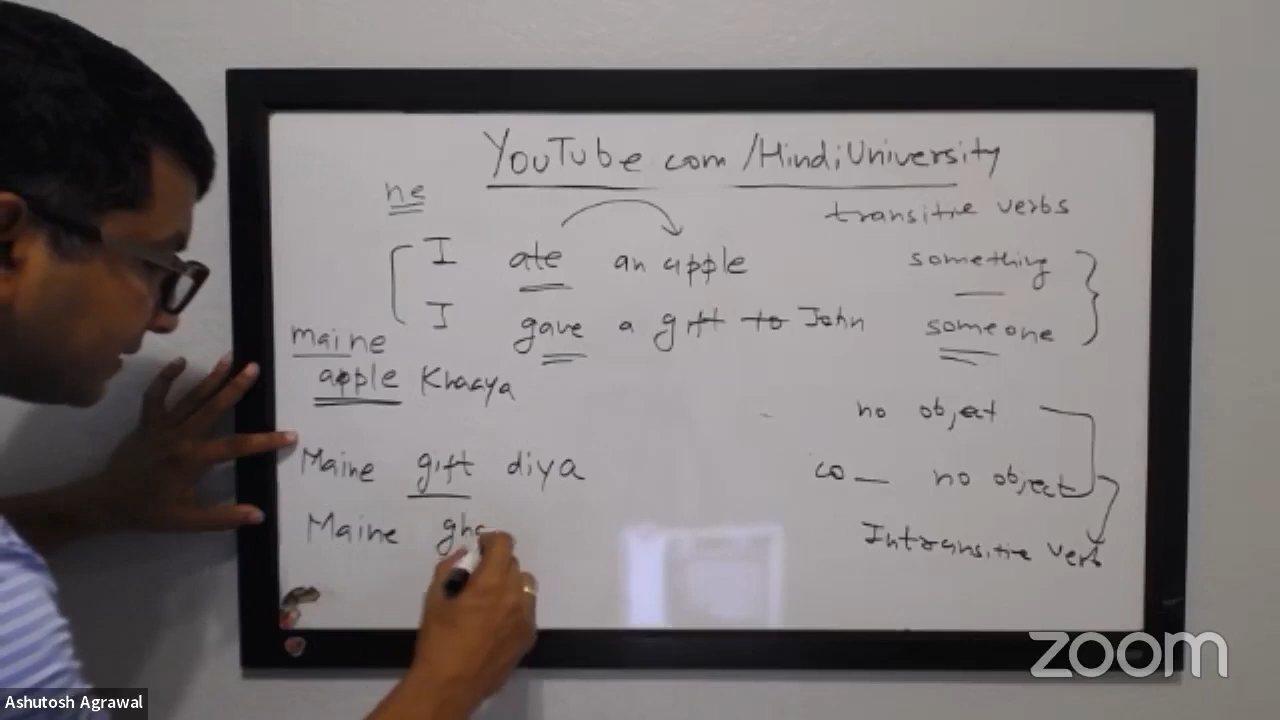 YouTube com/HindiUniversity
ne
transitive verbs
I ate an apple
something
I gave a gift to John
someone
maine
apple Khaaya
no object
Maine gift diya
no object
Maine
Intransitive verb
zoom
Ashutosh Agrawal